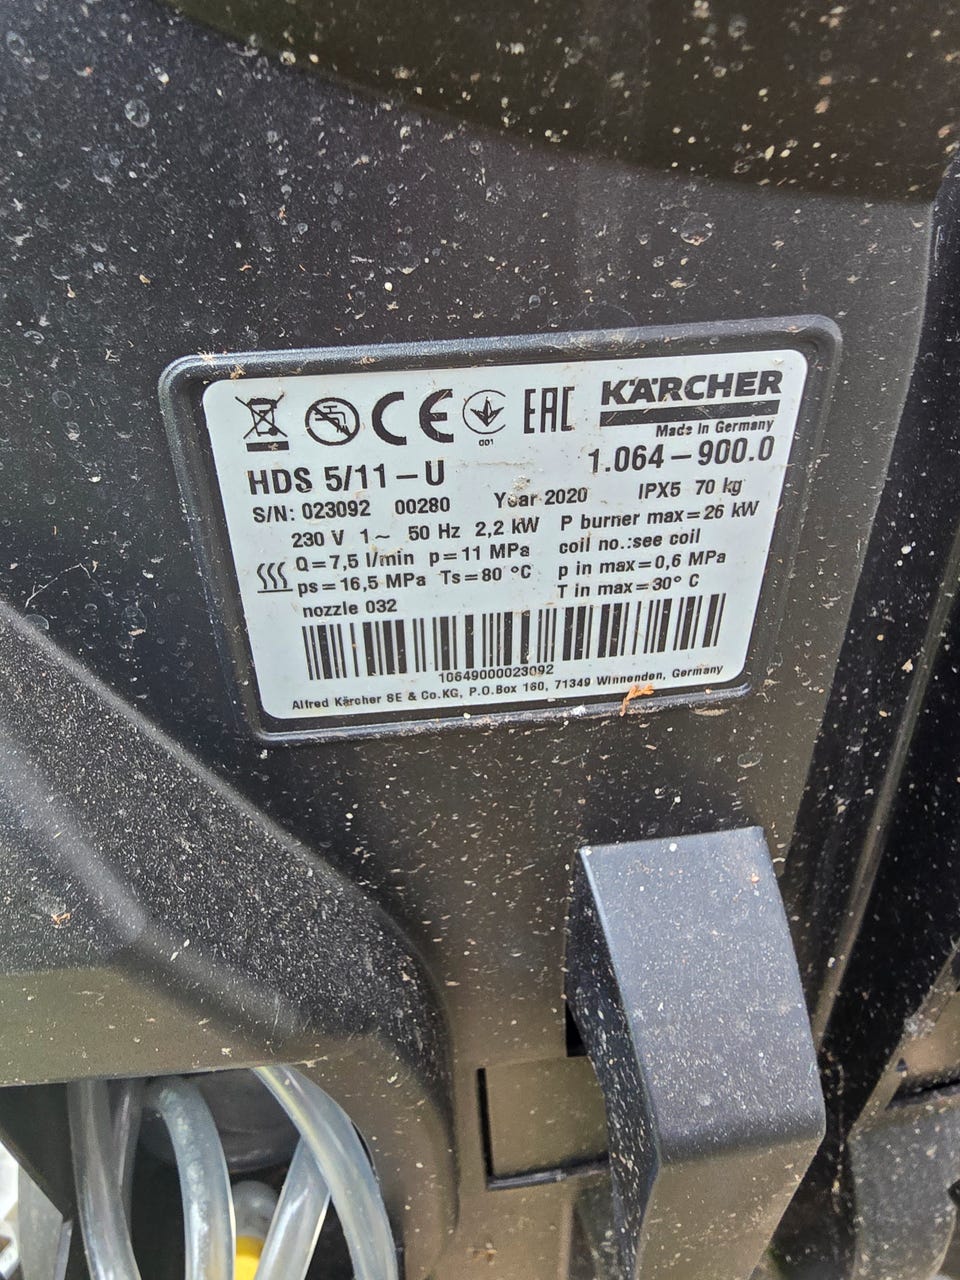 001
EAC
KÄRCHER
Made in Germany
HDS 5/11 – U
1.064 – 900.0
S/N: 023092 00280 Year 2020 IPX5 70 kg
230 V 1~ 50 Hz 2,2 kW P burner max = 26 kW
Q = 7,5 l/min p = 11 MPa coil no.:see coil
ps = 16,5 MPa Ts = 80 °C p in max = 0,6 MPa
nozzle 032 T in max = 30° C
10649000023092
Alfred Kärcher SE & Co.KG, P.O.Box 160, 71349 Winnenden, Germany